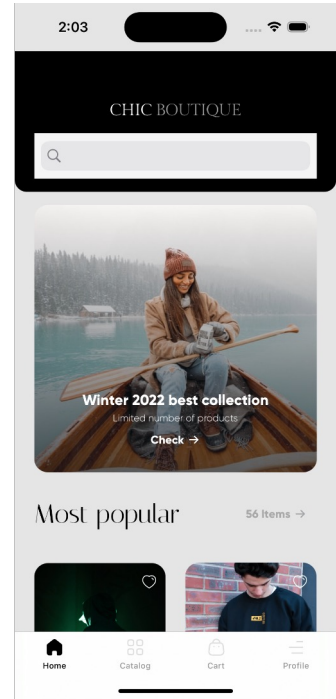 2:03
CHIC BOUTIQUE
Winter 2022 best collection
Limited number of products
Check →
Most popular
56 Items →
Home
Catalog
Cart
Profile